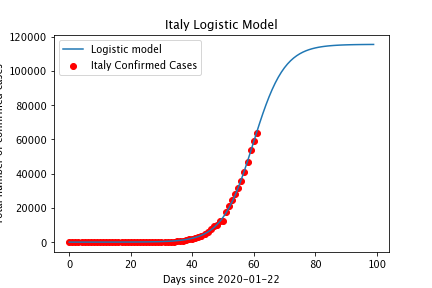 Italy Logistic Model
Logistic model
Italy Confirmed Cases
120000
100000
80000
60000
40000
20000
0
0 20 40 60 80 100
Days since 2020-01-22